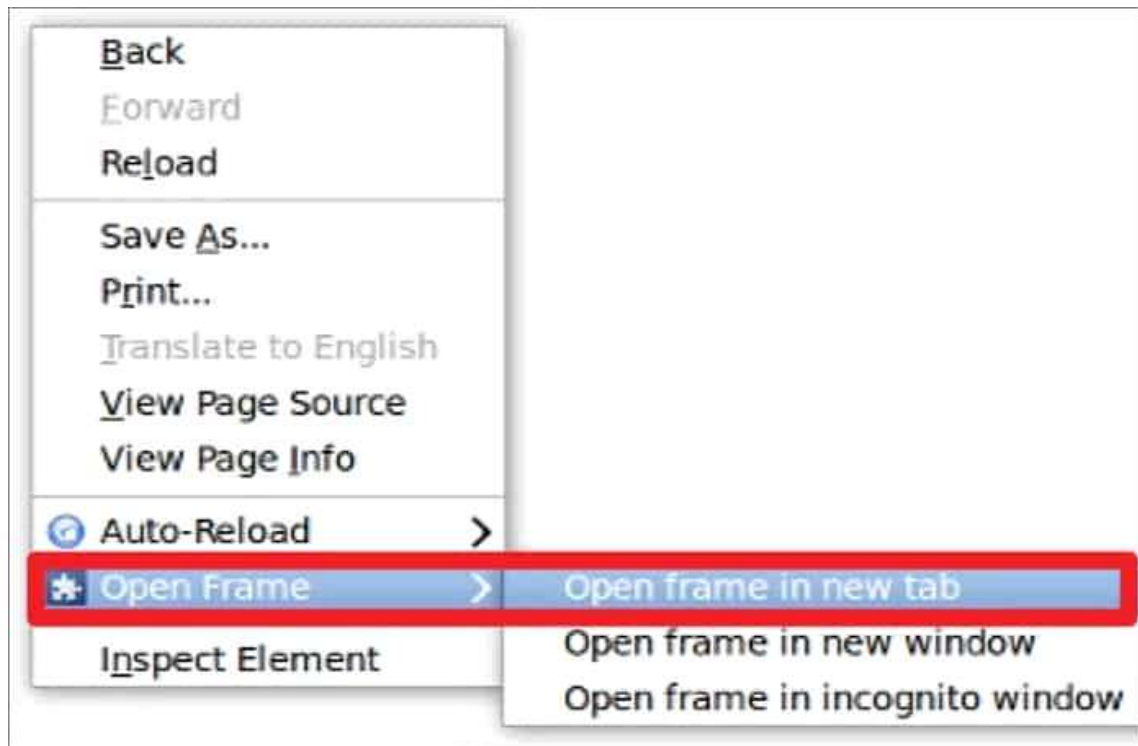 Back
Forward
Reload
Save As...
Print...
Translate to English
View Page Source
View Page Info
Auto-Reload
Open Frame
Open frame in new tab
Open frame in new window
Open frame in incognito window
Inspect Element